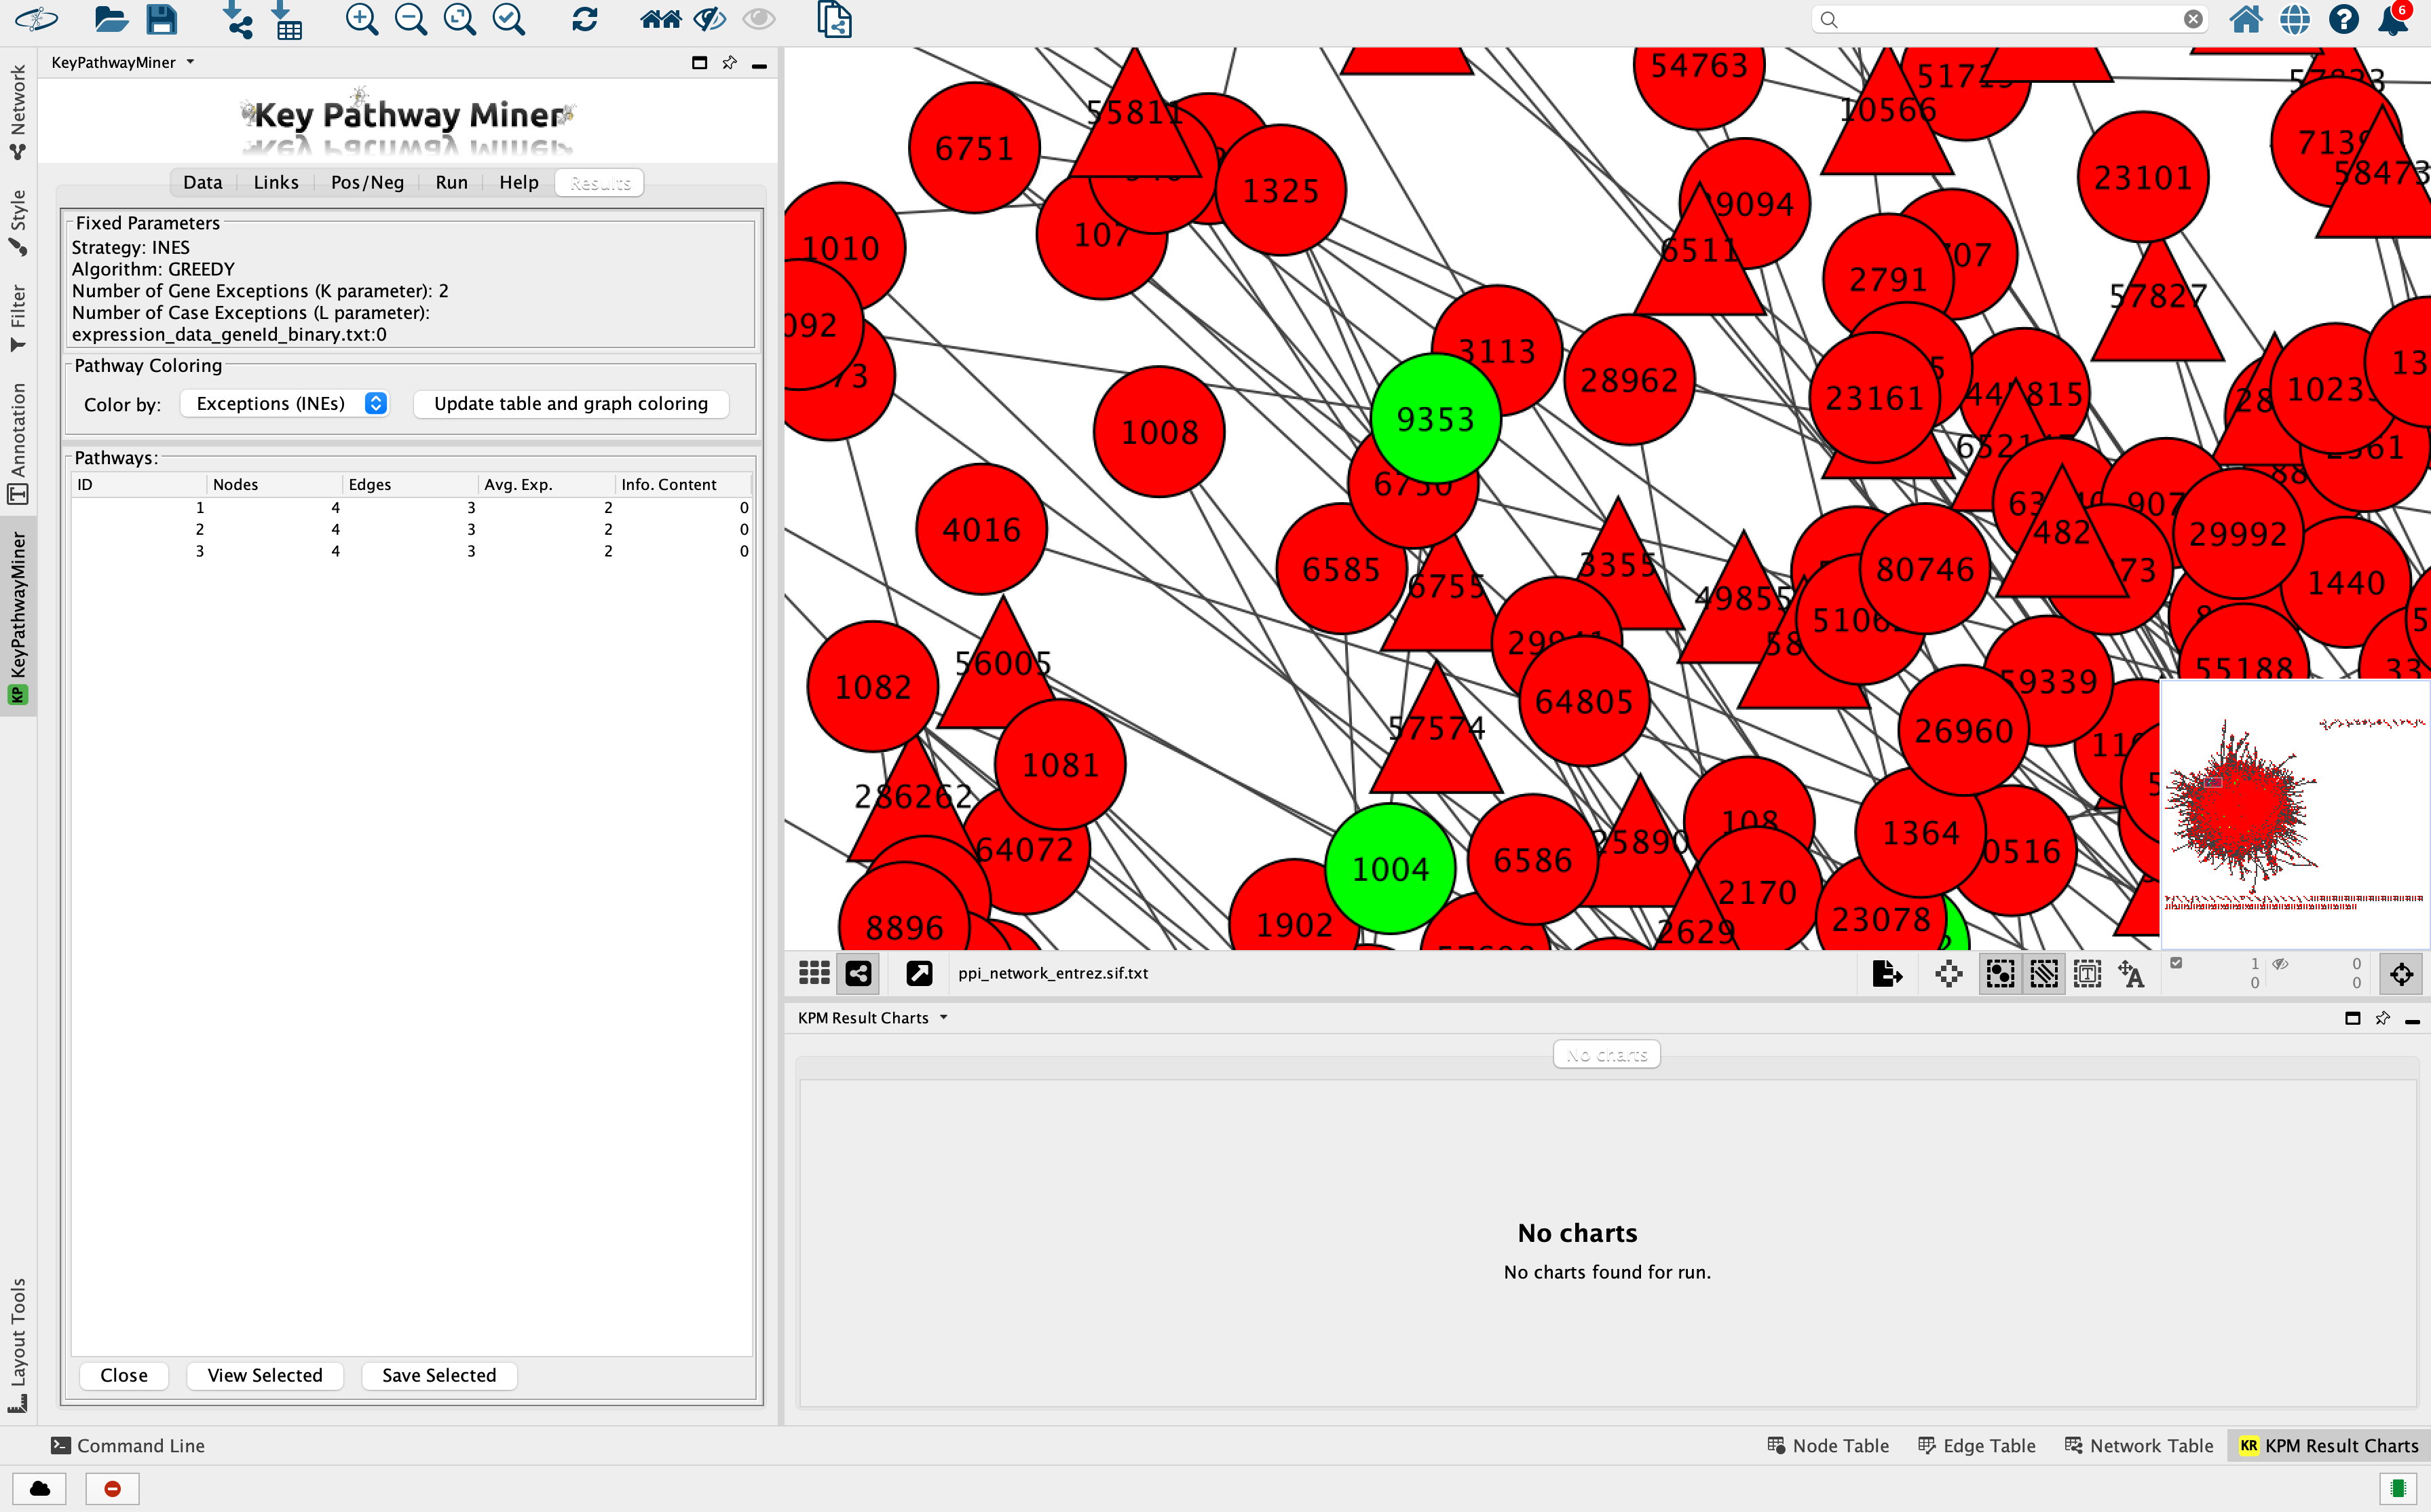 6
Network
Style
Filter
Annotation
KeyPathwayMiner
Layout Tools
KeyPathwayMiner
Key Pathway Miner
Data
Links
Pos/Neg
Run
Help
Results
Fixed Parameters
Strategy: INES
Algorithm: GREEDY
Number of Gene Exceptions (K parameter): 2
Number of Case Exceptions (L parameter):
expression_data_geneId_binary.txt:0
Pathway Coloring
Color by:
Exceptions (INEs)
Update table and graph coloring
Pathways:
ID Nodes Edges Avg. Exp. Info. Content
1 4 3 2 0
2 4 3 2 0
3 4 3 2 0
Close
View Selected
Save Selected
54763
55811
10566
6751
23101
1325
58473
49094
1010
6511
2791
57827
3113
28962
23161
9353
1008
4016
29992
6585
6755
3355
482
80746
1440
49855
1082
56005
64805
55188
59339
57574
26960
1081
286262
25890
108
1364
64072
1004
6586
2170
8896
1902
2629
23078
ppi_network_entrez.sif.txt
1 0
0 0
KPM Result Charts
No charts
No charts
No charts found for run.
Command Line
Node Table
Edge Table
Network Table
KR KPM Result Charts